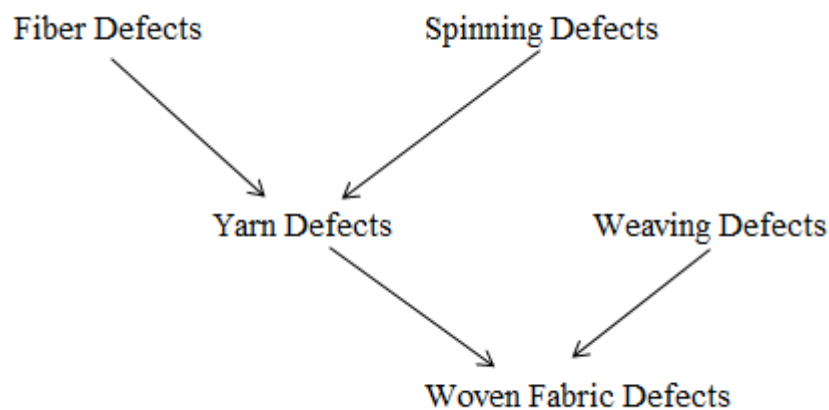 Fiber Defects
Spinning Defects
Yarn Defects
Weaving Defects
Woven Fabric Defects